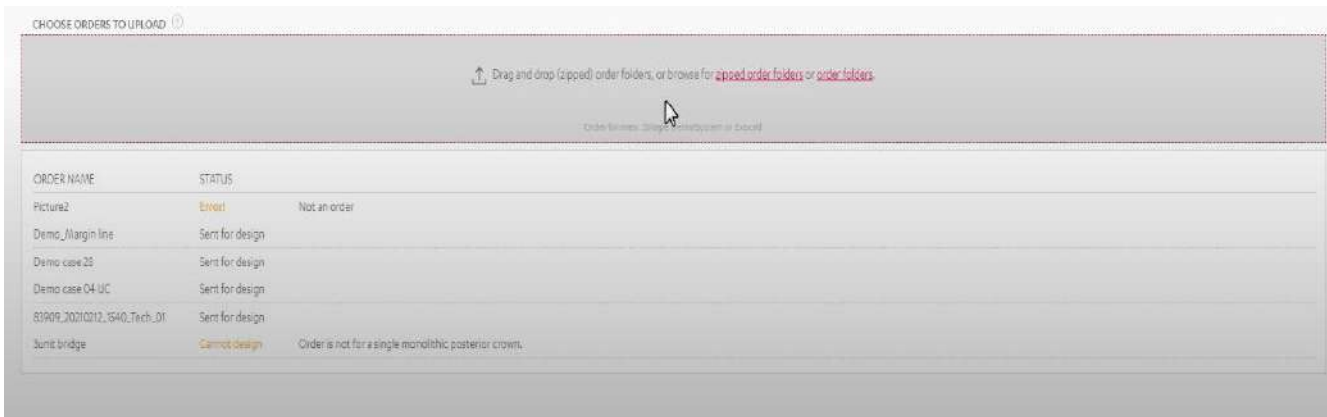 CHOOSE ORDERS TO UPLOAD
Drag and drop (zipped) order folders, or browse for zipped order folders or order folders.
ORDER NAME STATUS
Picture2 Error! Not an order
Demo_Margin line Sent for design
Demo case 28 Sent for design
Demo case 04 UC Sent for design
83909_20210212_1540_Tech_01 Sent for design
3unit bridge Cannot design Order is not for a single monolithic posterior crown.